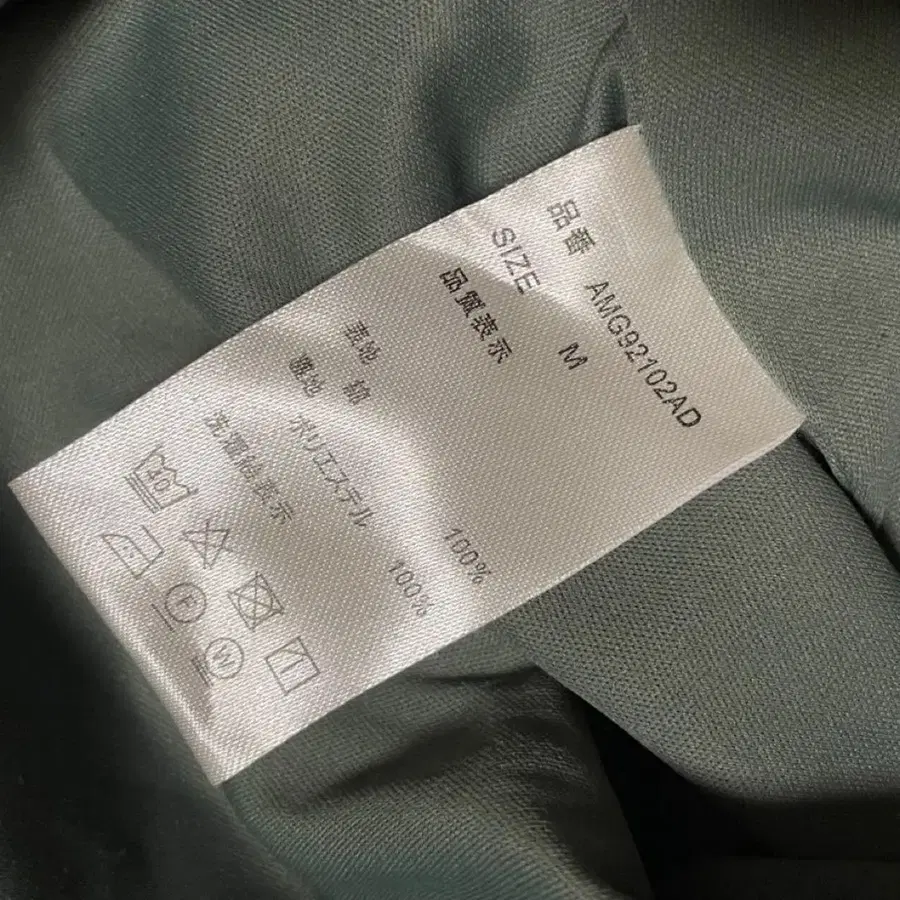 品番 AMG92102AD
SIZE M
品質表示
表地 綿 100%
裏地 ポリエステル 100%
洗濯絵表示
F
W